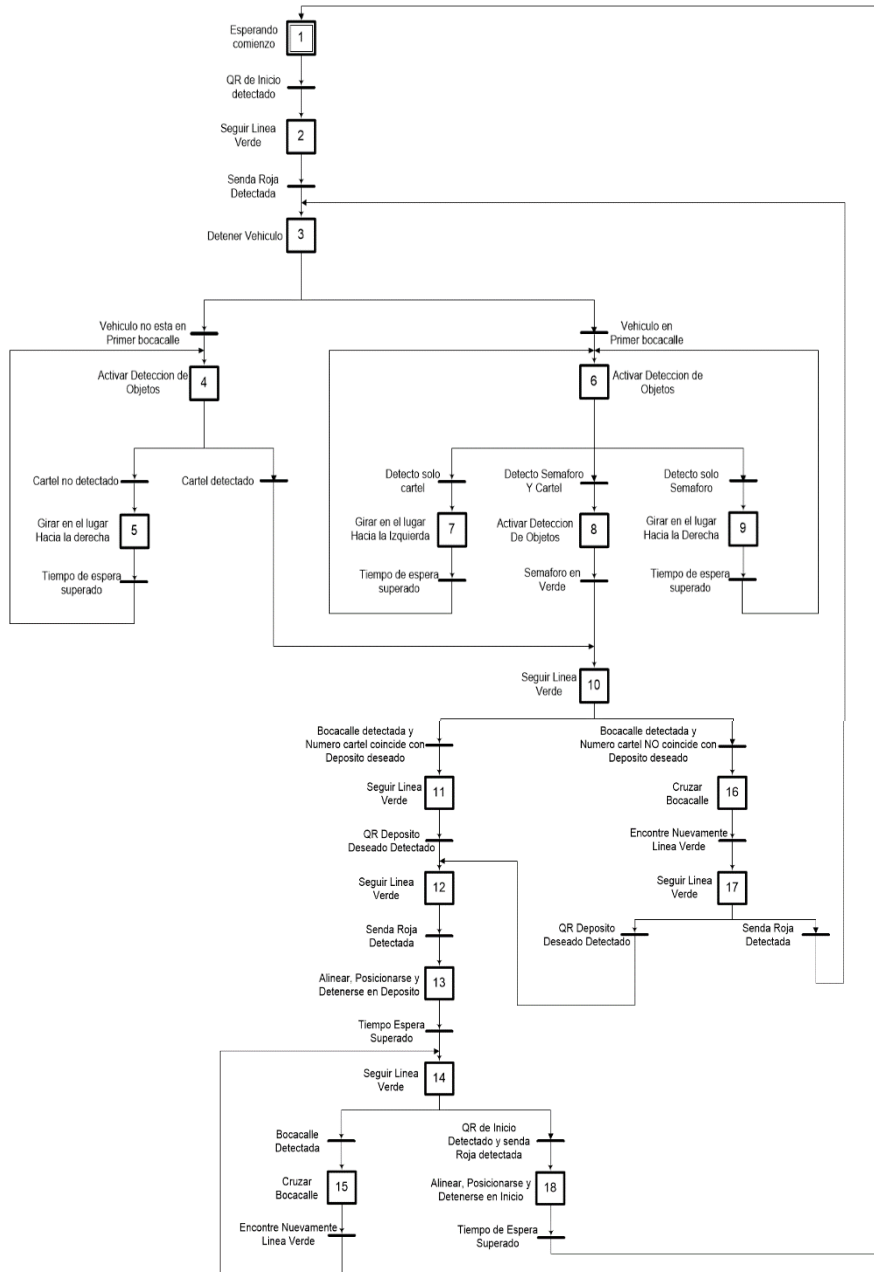 Esperando
comienzo
1
QR de Inicio
detectado
Seguir Linea
Verde
2
Senda Roja
Detectada
Detener Vehiculo
3
Vehiculo no esta en
Primer bocacalle
Vehiculo en
Primer bocacalle
Activar Deteccion de
Objetos
4
6
Activar Deteccion de
Objetos
Cartel no detectado
Cartel detectado
Detecto solo
cartel
Detecto Semaforo
Y Cartel
Detecto solo
Semaforo
Girar en el lugar
Hacia la derecha
5
Girar en el lugar
Hacia la Izquierda
7
Activar Deteccion
De Objetos
8
Girar en el lugar
Hacia la Derecha
9
Tiempo de espera
superado
Tiempo de espera
superado
Semaforo en
Verde
Tiempo de espera
superado
Seguir Linea
Verde
10
Bocacalle detectada y
Numero cartel coincide con
Deposito deseado
Bocacalle detectada y
Numero cartel NO coincide con
Deposito deseado
Seguir Linea
Verde
11
Cruzar
Bocacalle
16
QR Deposito
Deseado Detectado
Encontre Nuevamente
Linea Verde
Seguir Linea
Verde
12
Seguir Linea
Verde
17
Senda Roja
Detectada
QR Deposito
Deseado Detectado
Senda Roja
Detectada
Alinear, Posicionarse y
Detenerse en Deposito
13
Tiempo Espera
Superado
Seguir Linea
Verde
14
Bocacalle
Detectada
QR de Inicio
Detectado y senda
Roja detectada
Cruzar
Bocacalle
15
Alinear, Posicionarse y
Detenerse en Inicio
18
Encontre Nuevamente
Linea Verde
Tiempo de Espera
Superado